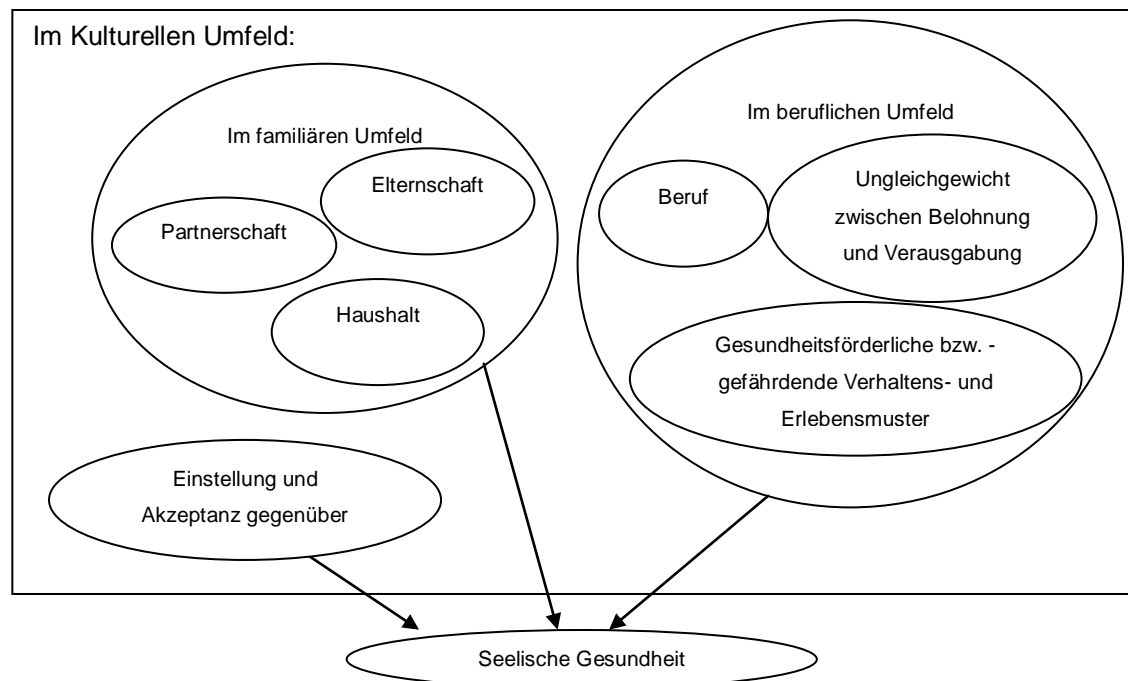 Im Kulturellen Umfeld:
Im familiären Umfeld
Elternschaft
Partnerschaft
Haushalt
Im beruflichen Umfeld
Beruf
Ungleichgewicht
zwischen Belohnung
und Verausgabung
Gesundheitsförderliche bzw. -
gefährdende Verhaltens- und
Erlebensmuster
Einstellung und
Akzeptanz gegenüber
Seelische Gesundheit